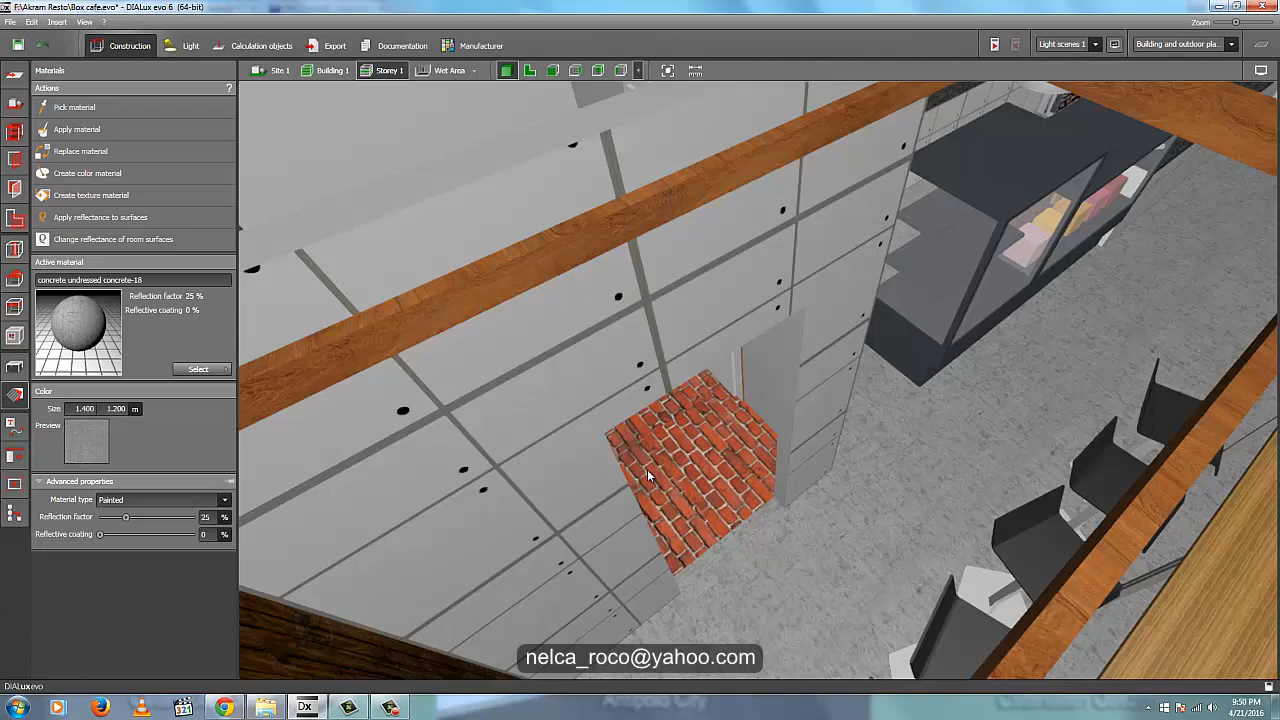 F:\Akram Resto\Box cafe.evo* - DIALux evo 6 (64-bit)
File Edit Insert View ?
Zoom
Construction Light Calculation objects Export Documentation Manufacturer
Light scenes 1 Building and outdoor pla...
Materials
Site 1 Building 1 Storey 1 Wet Area
Actions ?
Pick material
Apply material
Replace material
Create color material
Create texture material
Apply reflectance to surfaces
Change reflectance of room surfaces
Active material
concrete undressed concrete-18
Reflection factor 25 %
Reflective coating 0 %
Select
Color
Size 1.400 1.200 m
Preview
Advanced properties
Material type Painted
Reflection factor 25 %
Reflective coating 0 %
nelca_roco@yahoo.com
DIALux evo
Dx
9:50 PM
4/21/2016